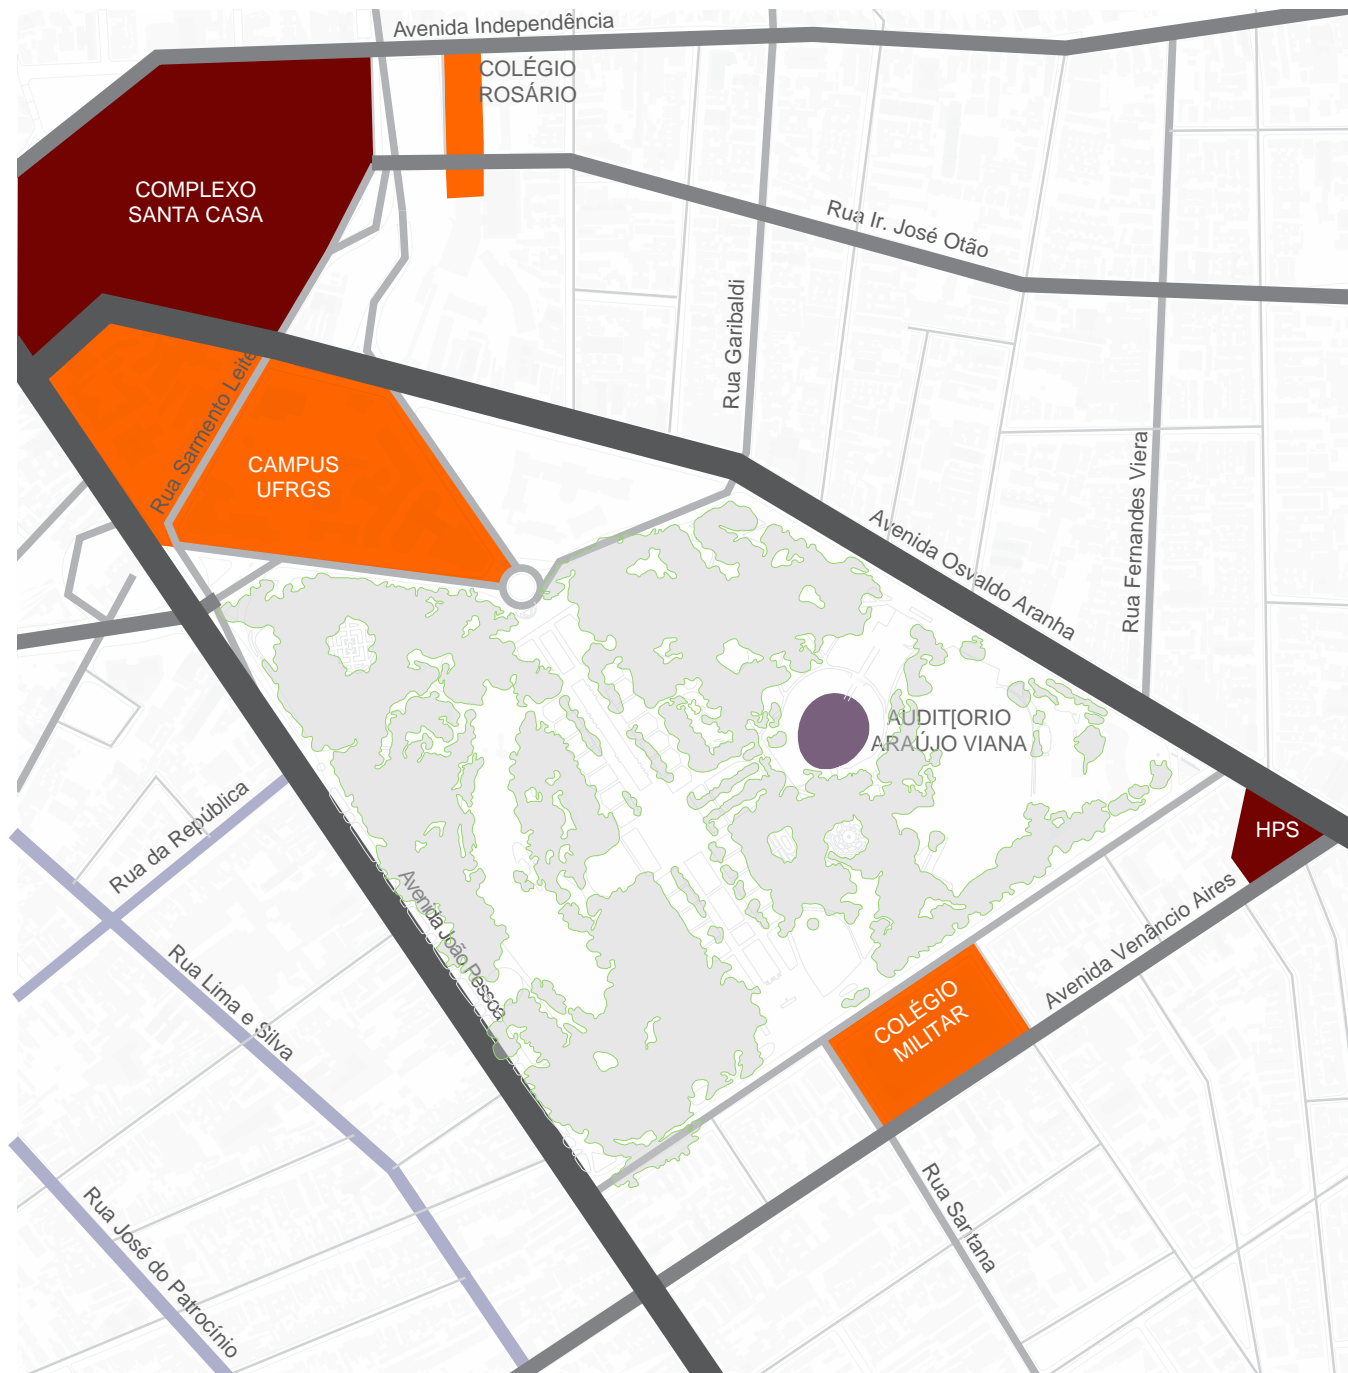 Avenida Independência
COLÉGIO
ROSÁRIO
COMPLEXO
SANTA CASA
Rua Ir. José Otão
Rua Garibaldi
Rua Sarmento Leite
CAMPUS
UFRGS
Rua Fernandes Viera
Avenida Osvaldo Aranha
AUDIT[ORIO
ARAÚJO VIANA
Rua da República
HPS
Avenida João Pessoa
Avenida Venâncio Aires
Rua Lima e Silva
COLÉGIO
MILITAR
Rua Santana
Rua José do Patrocínio